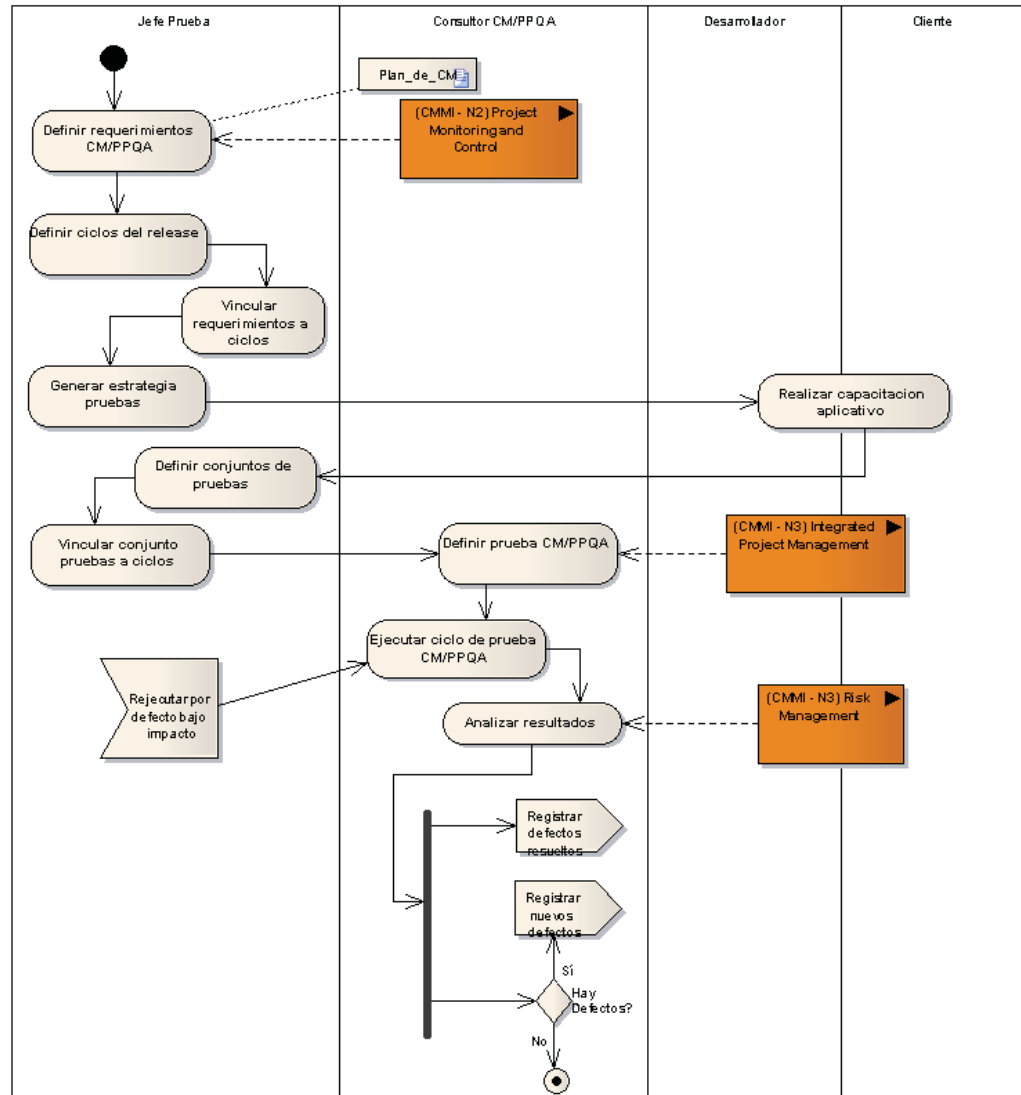 Jefe Prueba
Consultor CM/PPQA
Desarrollador
Cliente
Plan_de_CM
(CMMI - N2) Project
Monitoring and
Control
Definir requerimientos
CM/PPQA
Definir ciclos del release
Vincular
requerimientos a
ciclos
Generar estrategia
pruebas
Realizar capacitacion
aplicativo
Definir conjuntos de
pruebas
Vincular conjunto
pruebas a ciclos
Definir prueba CM/PPQA
(CMMI - N3) Integrated
Project Management
Ejecutar ciclo de prueba
CM/PPQA
Rejecutar por
defecto bajo
impacto
Analizar resultados
(CMMI - N3) Risk
Management
Registrar
defectos
resueltos
Registrar
nuevos
defectos
Sí
Hay
Defectos?
No